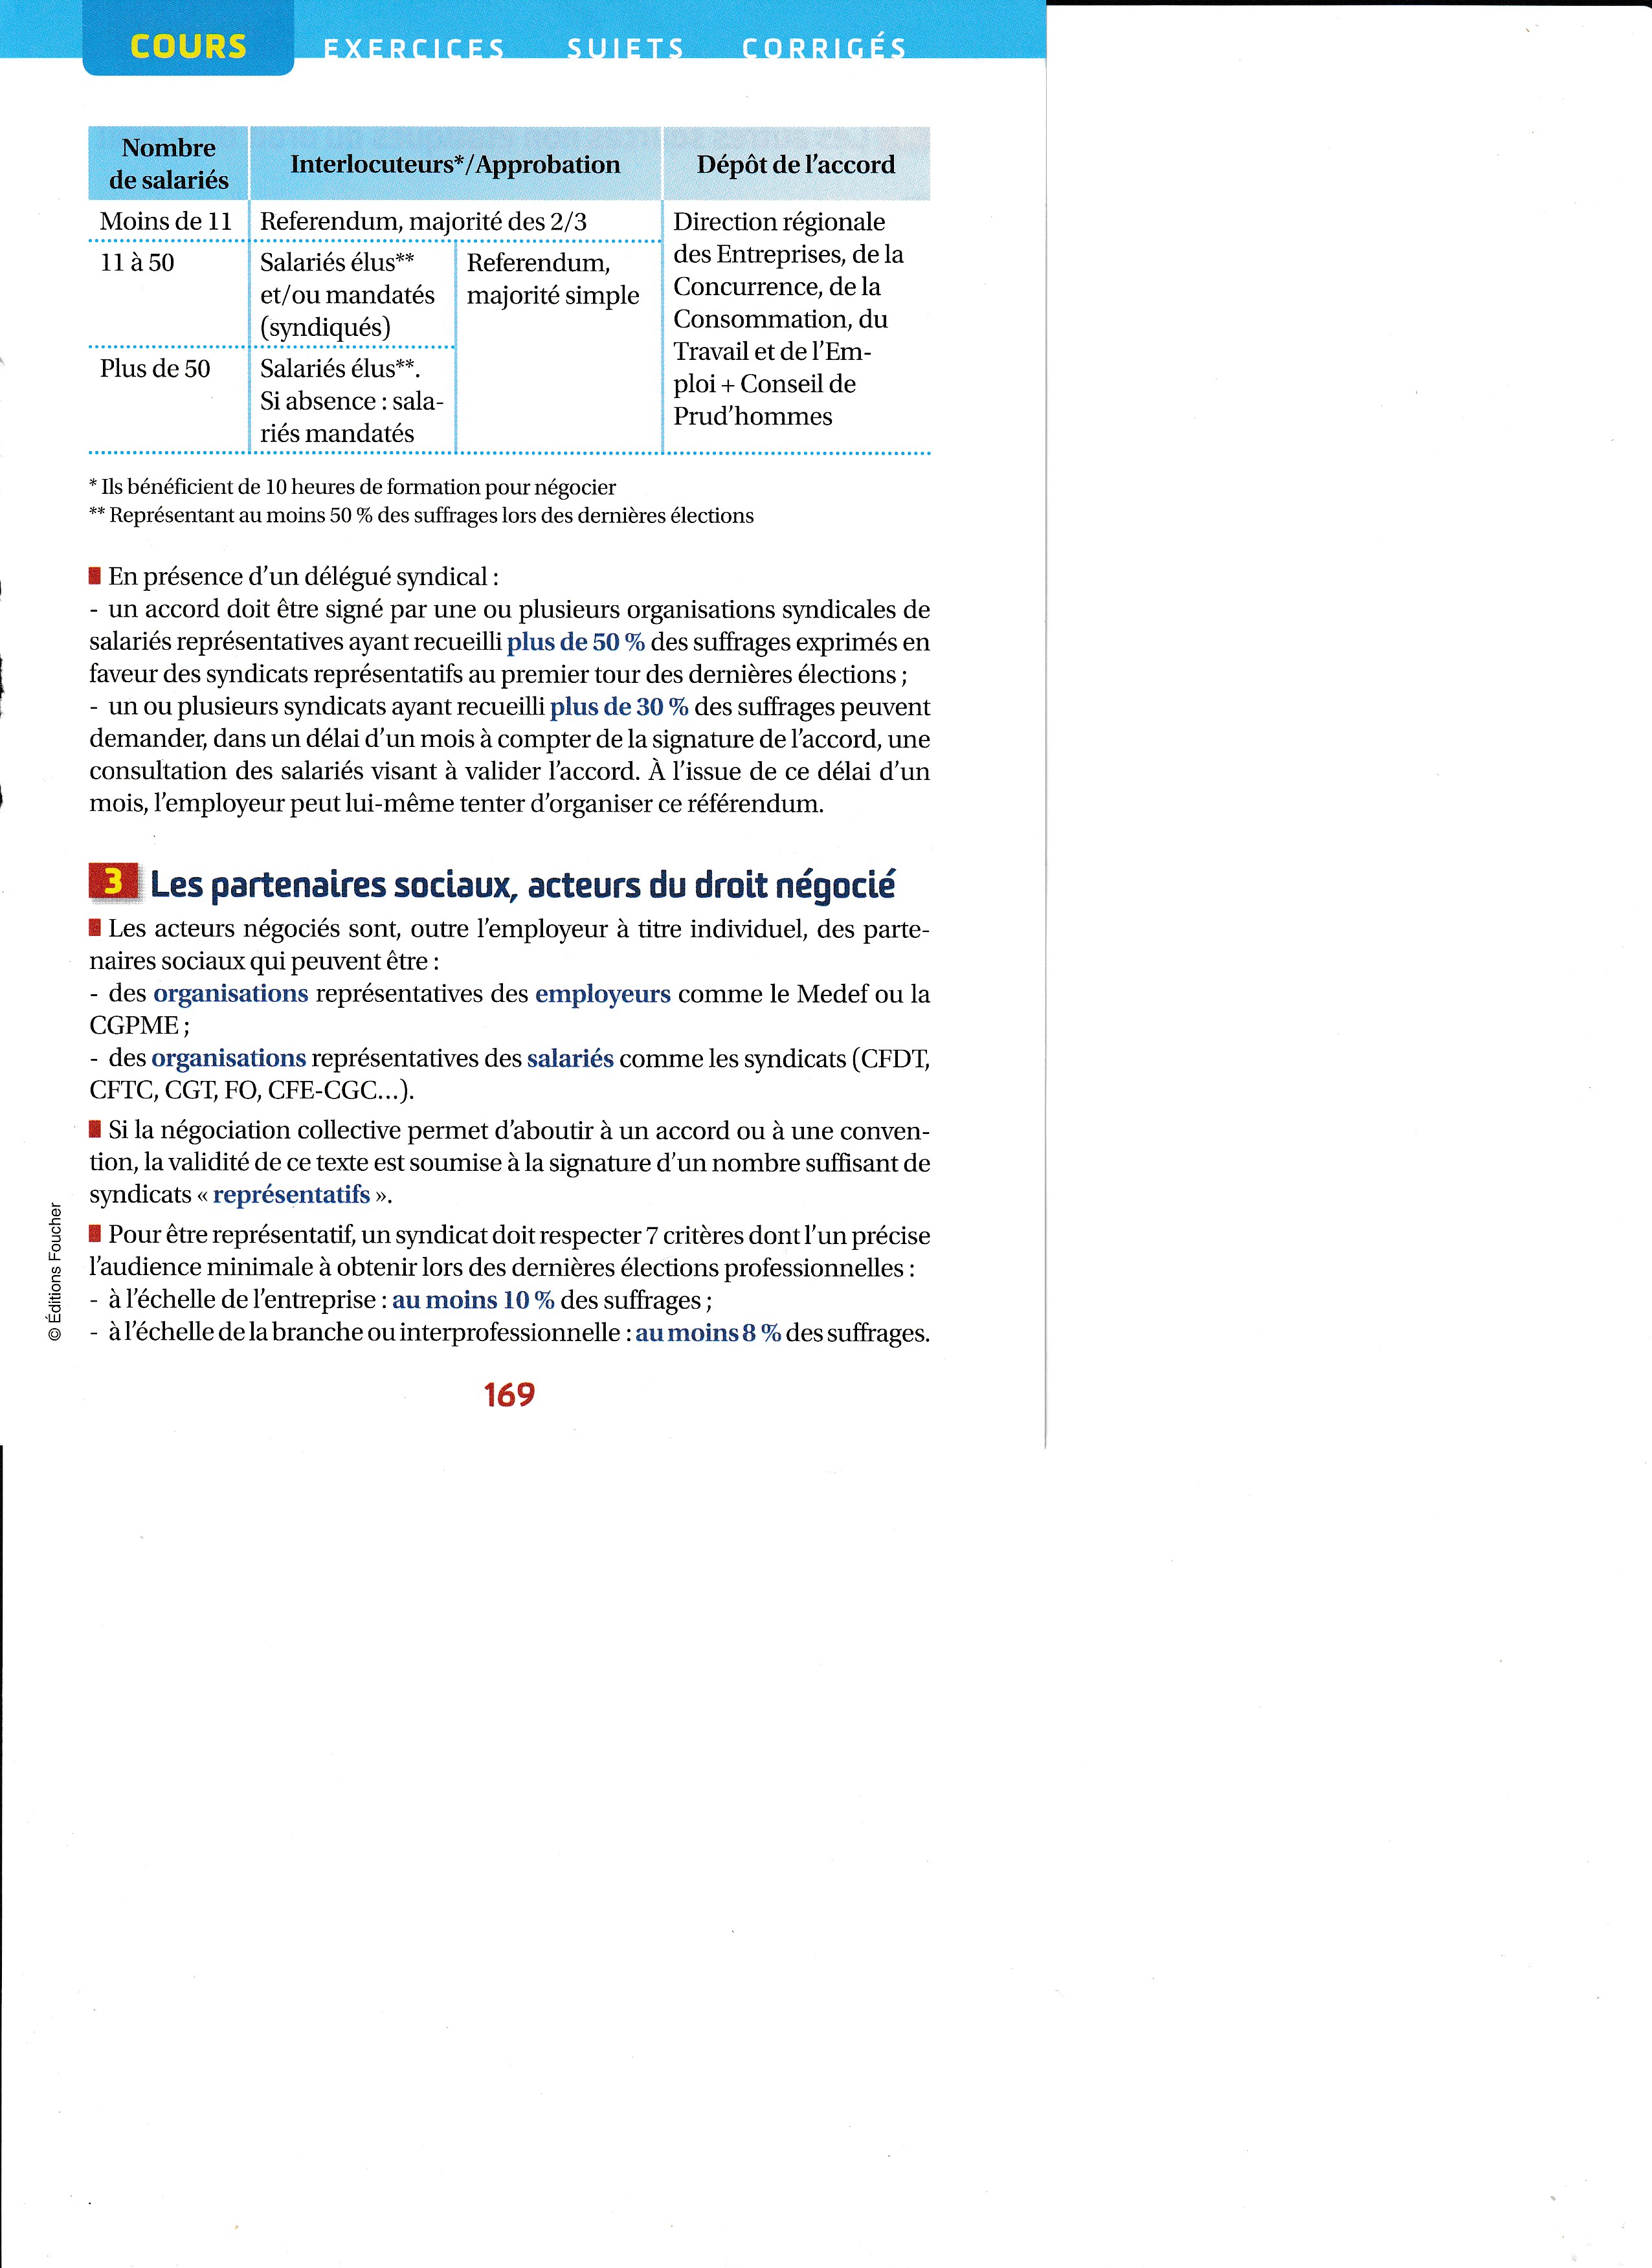 COURS EXERCICES SUJETS CORRIGÉS
Nombre
de salariés
Interlocuteurs*/Approbation
Dépôt de l'accord
Moins de 11
Referendum, majorité des 2/3
11 à 50
Salariés élus**
et/ou mandatés
(syndiqués)
Referendum,
majorité simple
Plus de 50
Salariés élus**.
Si absence : sala-
riés mandatés
Direction régionale
des Entreprises, de la
Concurrence, de la
Consommation, du
Travail et de l'Em-
ploi + Conseil de
Prud'hommes
* Ils bénéficient de 10 heures de formation pour négocier
** Représentant au moins 50 % des suffrages lors des dernières élections
En présence d'un délégué syndical :
- un accord doit être signé par une ou plusieurs organisations syndicales de
salariés représentatives ayant recueilli plus de 50 % des suffrages exprimés en
faveur des syndicats représentatifs au premier tour des dernières élections ;
- un ou plusieurs syndicats ayant recueilli plus de 30 % des suffrages peuvent
demander, dans un délai d'un mois à compter de la signature de l'accord, une
consultation des salariés visant à valider l'accord. À l'issue de ce délai d'un
mois, l'employeur peut lui-même tenter d'organiser ce référendum.
3 Les partenaires sociaux, acteurs du droit négocié
Les acteurs négociés sont, outre l'employeur à titre individuel, des parte-
naires sociaux qui peuvent être :
- des organisations représentatives des employeurs comme le Medef ou la
CGPME ;
- des organisations représentatives des salariés comme les syndicats (CFDT,
CFTC, CGT, FO, CFE-CGC...).
Si la négociation collective permet d'aboutir à un accord ou à une conven-
tion, la validité de ce texte est soumise à la signature d'un nombre suffisant de
syndicats « représentatifs ».
Pour être représentatif, un syndicat doit respecter 7 critères dont l'un précise
l'audience minimale à obtenir lors des dernières élections professionnelles :
- à l'échelle de l'entreprise : au moins 10 % des suffrages ;
- à l'échelle de la branche ou interprofessionnelle : au moins 8 % des suffrages.
© Éditions Foucher
169